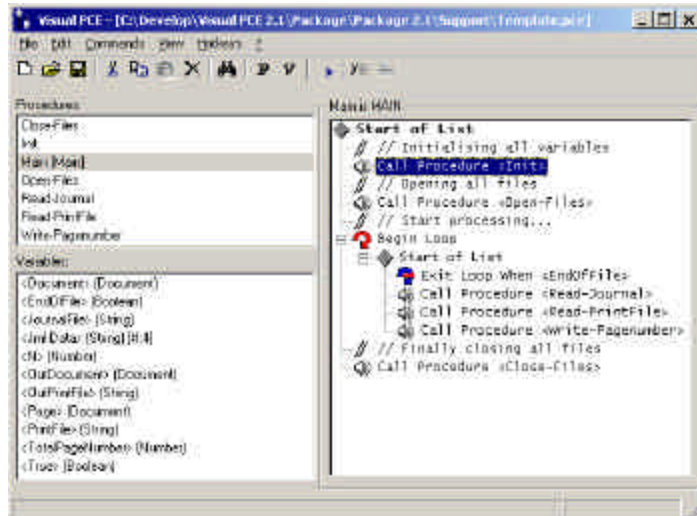 Visual PCE - [C:\Develop\Visual PCE 2.1\Package\Package 2.1\Support\Template.pce]
File Edit Commands View ?
Procedures:
Close-Files
Init
Main [Main]
Open-Files
Read-Journal
Read-PrintFile
Write-Pagenumber
Variables:
<Document> (Document)
<EndOfFile> (Boolean)
<JournalFile> (String)
(String)
<N> (Number)
<OutDocument> (Document)
<OutPrintFile> (String)
<Page> (Document)
<PrintFile> (String)
<TotalPageNumber> (Number)
<True> (Boolean)
MAIN
Start of List
// Initialising all variables
Call Procedure <Init>
// Opening all files
Call Procedure <Open-Files>
// Start processing...
Begin Loop
Start of List
Exit Loop When <EndOfFile>
Call Procedure <Read-Journal>
Call Procedure <Read-PrintFile>
Call Procedure <Write-Pagenumber>
// Finally closing all files
Call Procedure <Close-Files>